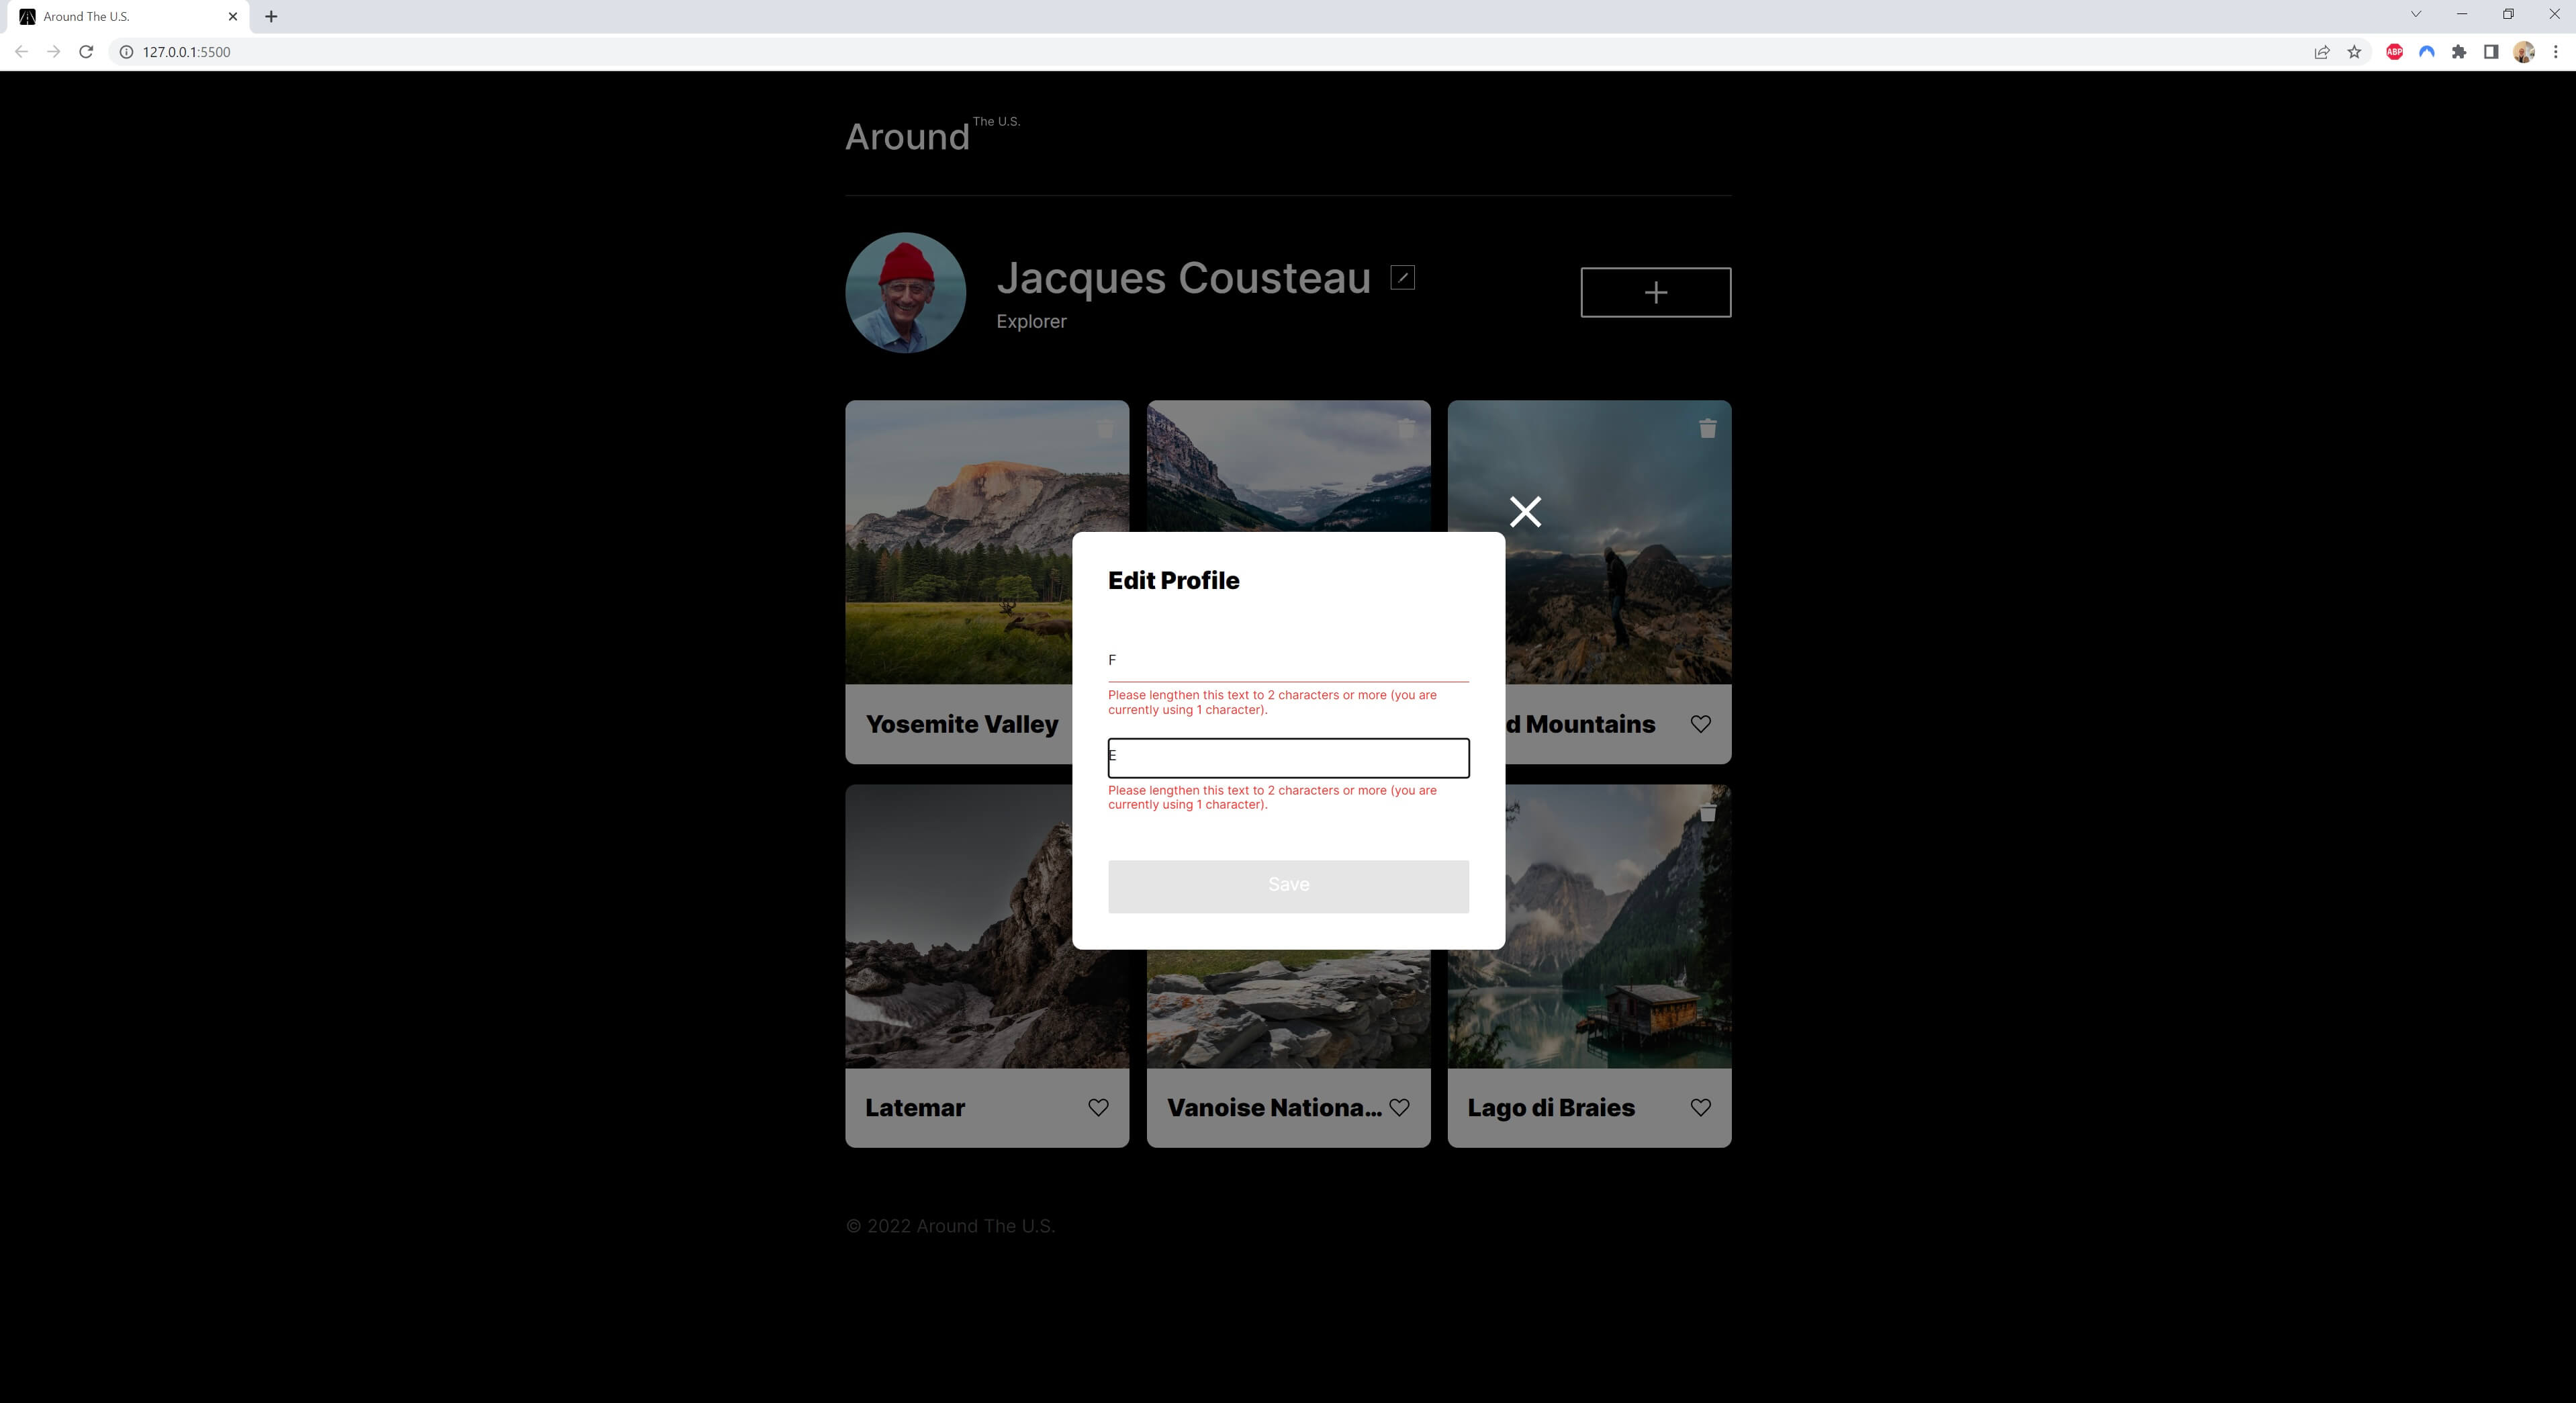 Around The U.S.
127.0.0.1:5500
ABP
Around The U.S.
Jacques Cousteau
Explorer
Edit Profile
F
Please lengthen this text to 2 characters or more (you are
currently using 1 character).
E
Please lengthen this text to 2 characters or more (you are
currently using 1 character).
Save
Yosemite Valley
d Mountains
Latemar
Vanoise Nationa...
Lago di Braies
© 2022 Around The U.S.